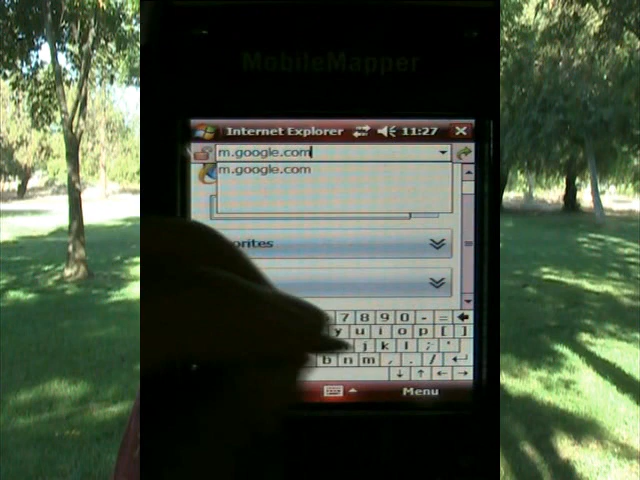 MobileMapper
Internet Explorer 11:27
m.google.com
m.google.com
orites
7 8 9 0 - =
y u i o p [ ]
j k l ; '
b n m , . /
Menu